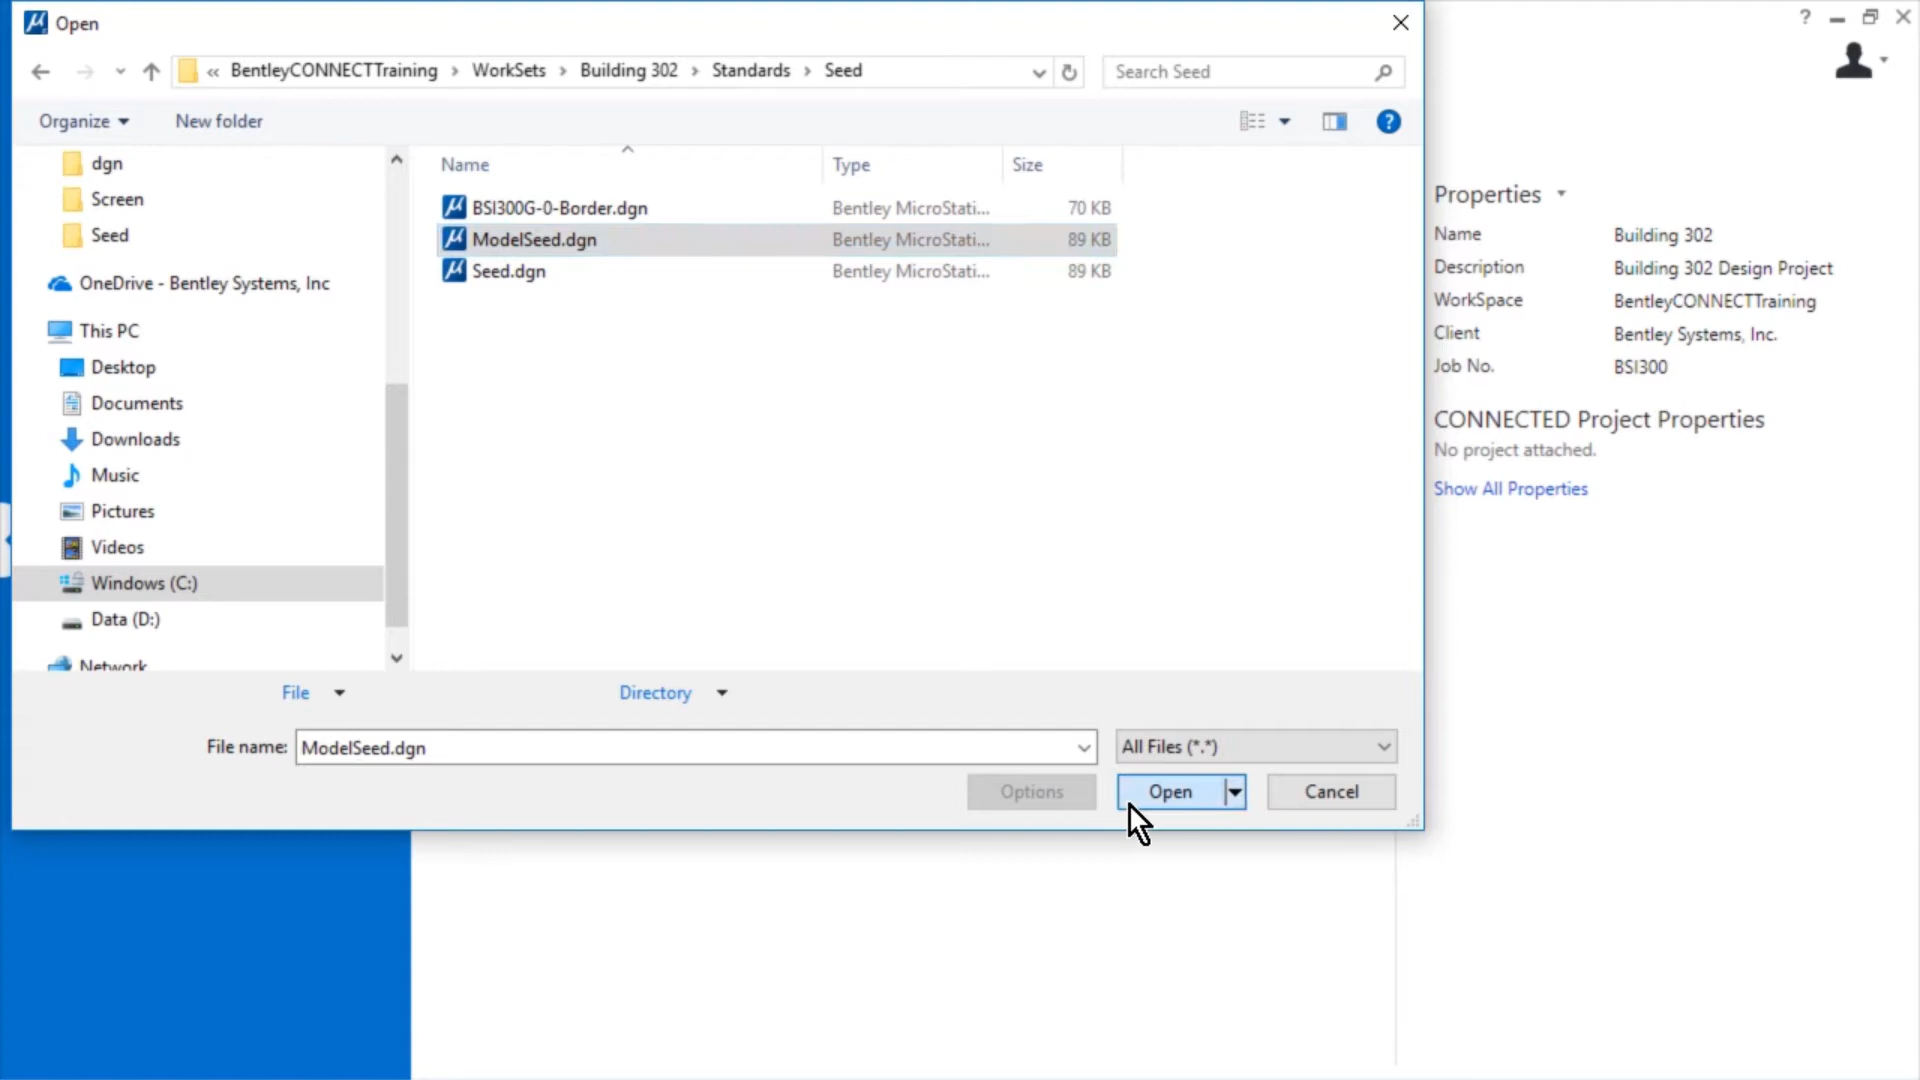 Open
?
« BentleyCONNECTTraining › WorkSets › Building 302 › Standards › Seed
Search Seed
Organize
New folder
?
dgn
Screen
Seed
OneDrive - Bentley Systems, Inc
This PC
Desktop
Documents
Downloads
Music
Pictures
Videos
Windows (C:)
Data (D:)
Network
Name Type Size
BSI300G-0-Border.dgn Bentley MicroStati... 70 KB
ModelSeed.dgn Bentley MicroStati... 89 KB
Seed.dgn Bentley MicroStati... 89 KB
File
Directory
File name: ModelSeed.dgn
All Files (*.*)
Options
Open
Cancel
Properties
Name Building 302
Description Building 302 Design Project
WorkSpace BentleyCONNECTTraining
Client Bentley Systems, Inc.
Job No. BSI300
CONNECTED Project Properties
No project attached.
Show All Properties